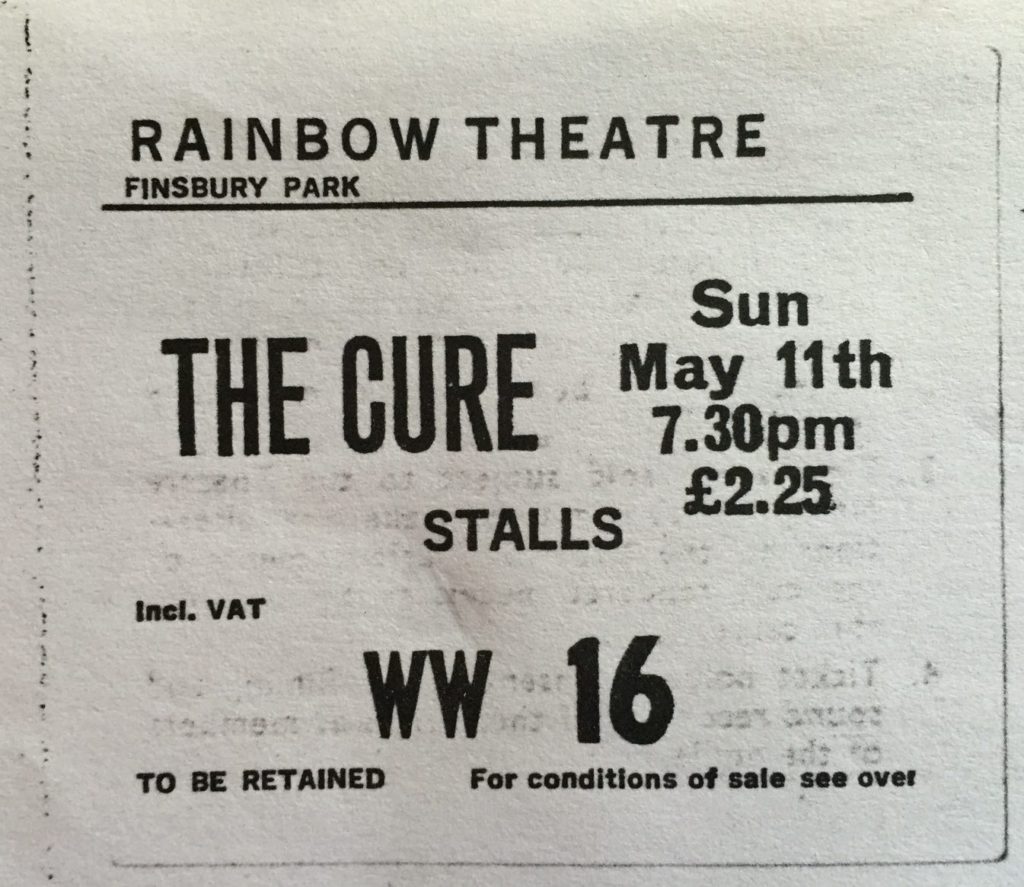 RAINBOW THEATRE
FINSBURY PARK
THE CURE
Sun
May 11th
7.30pm
£2.25
STALLS
Incl. VAT
WW 16
TO BE RETAINED
For conditions of sale see over